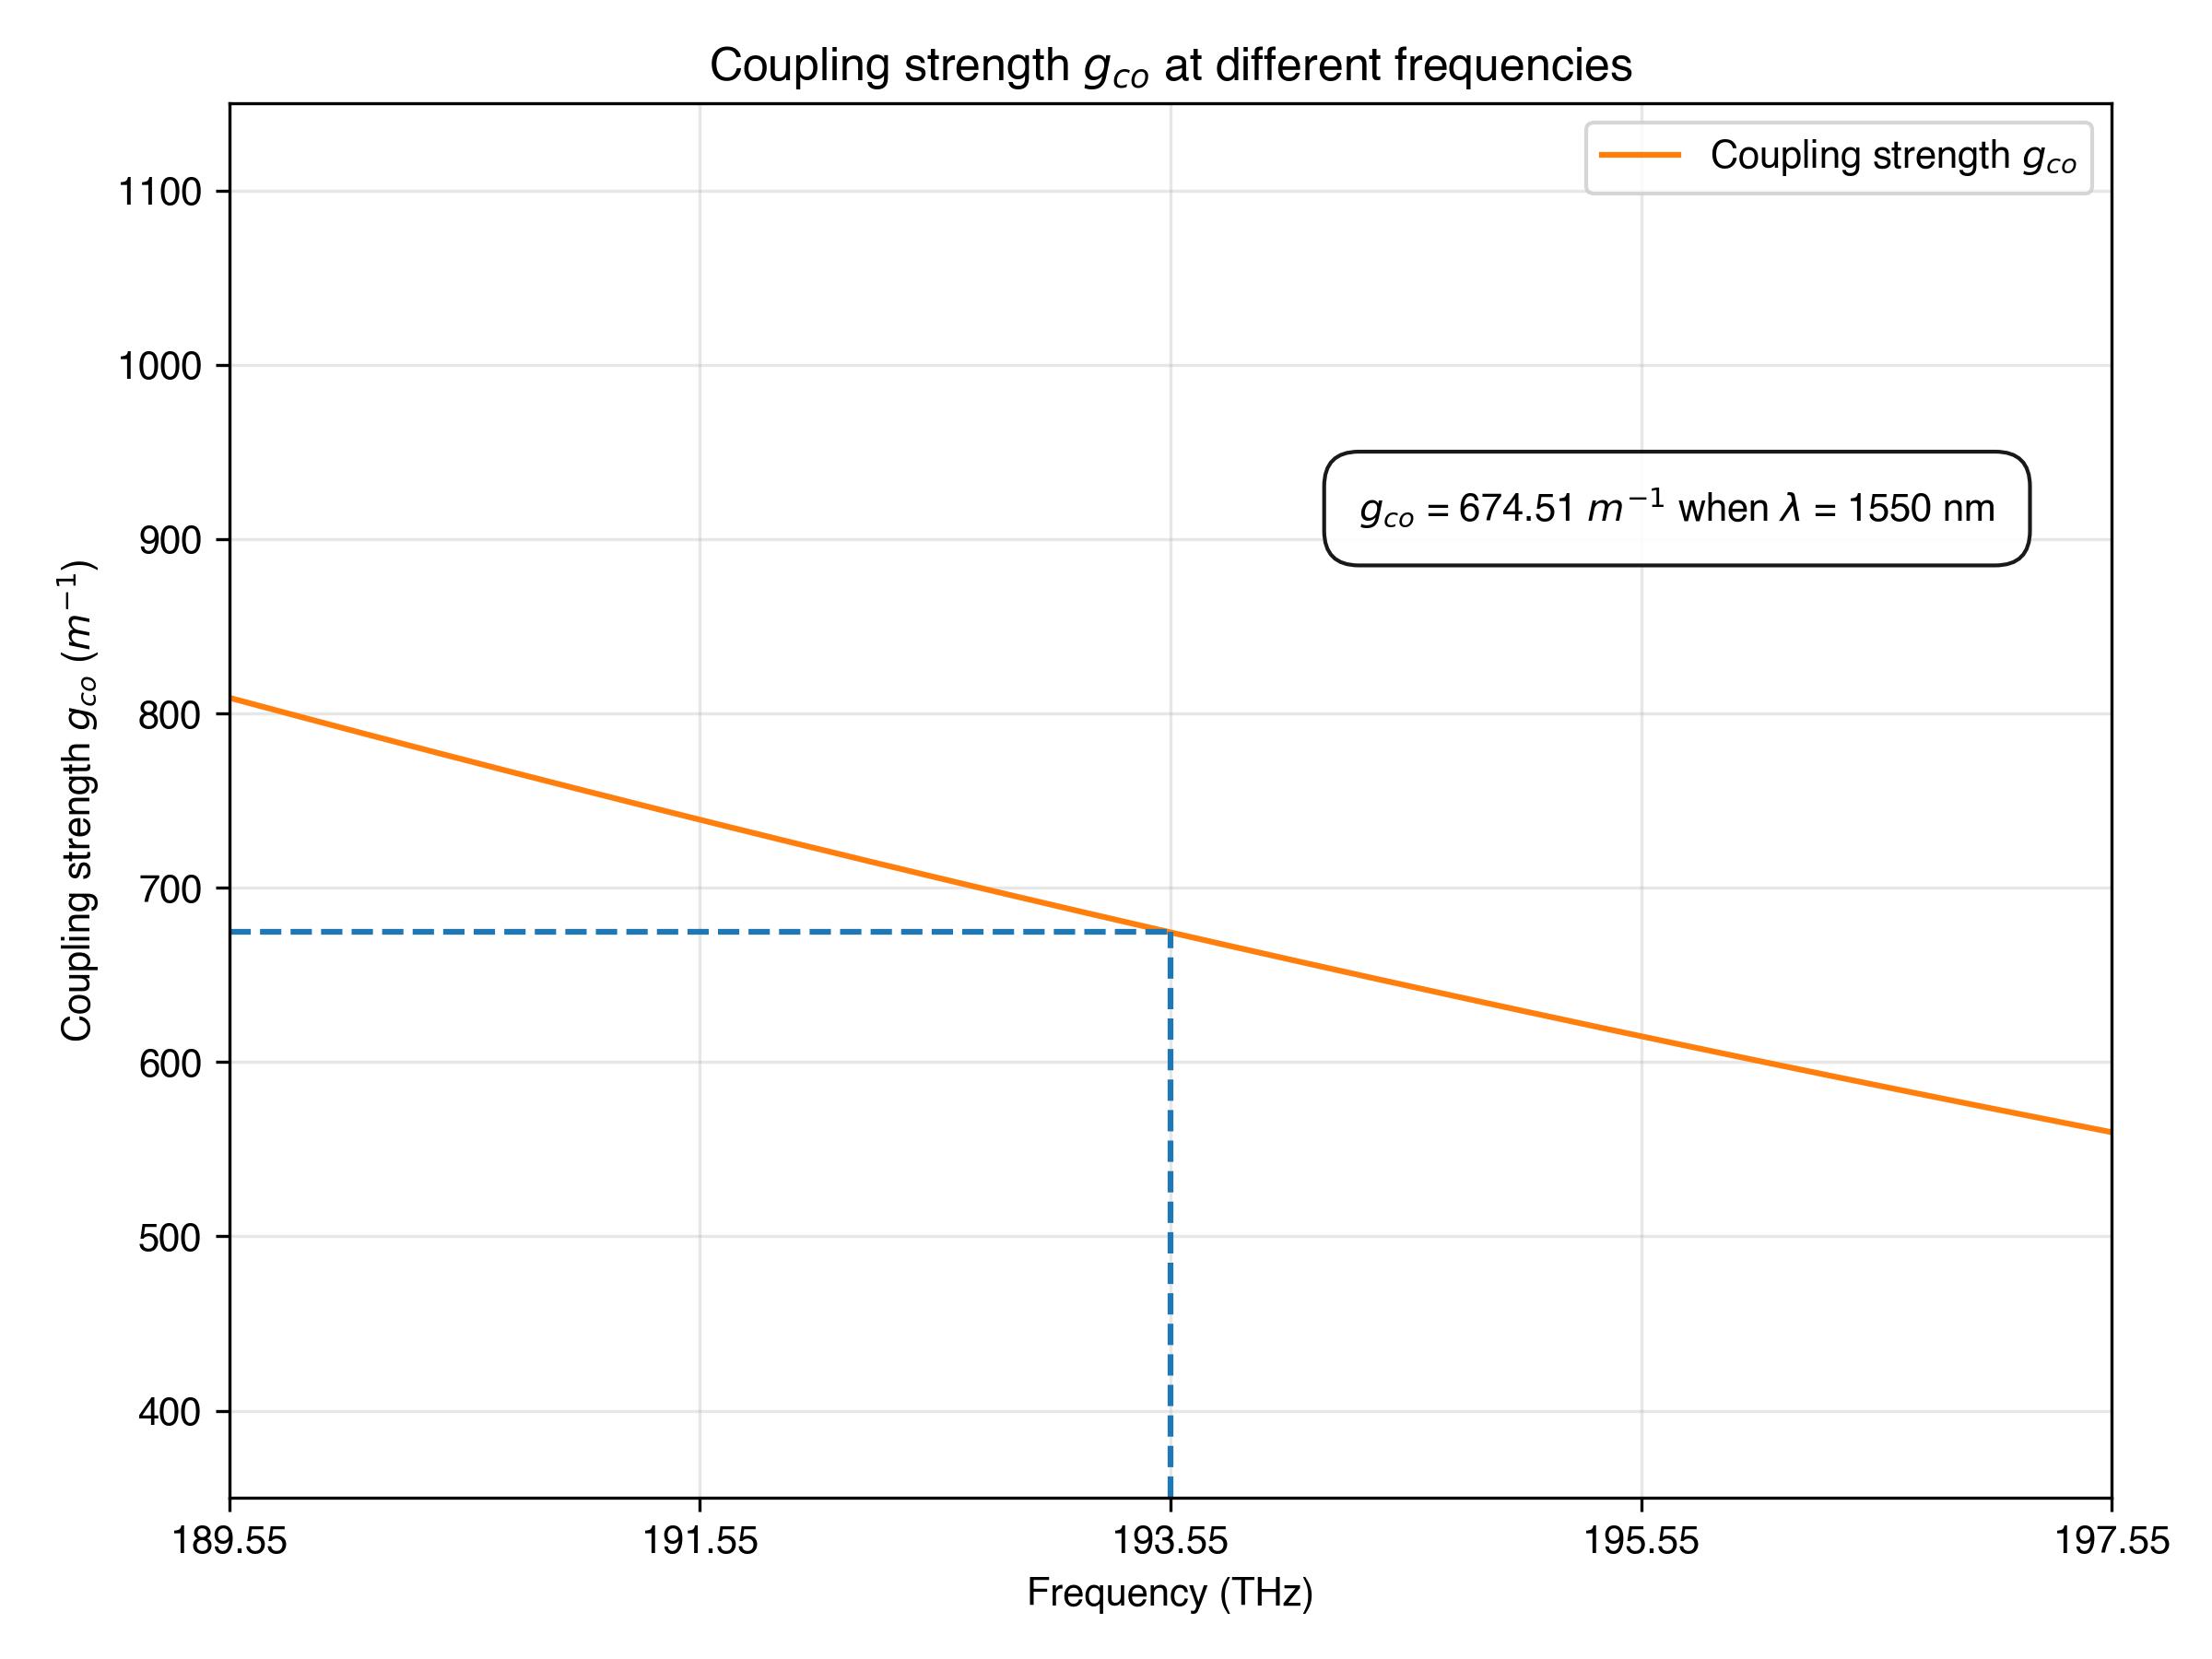 Coupling strength g_co at different frequencies
Coupling strength g_co
g_co = 674.51 m^−1 when λ = 1550 nm
Coupling strength g_co (m^−1)
1100
1000
900
800
700
600
500
400
189.55 191.55 193.55 195.55 197.55
Frequency (THz)